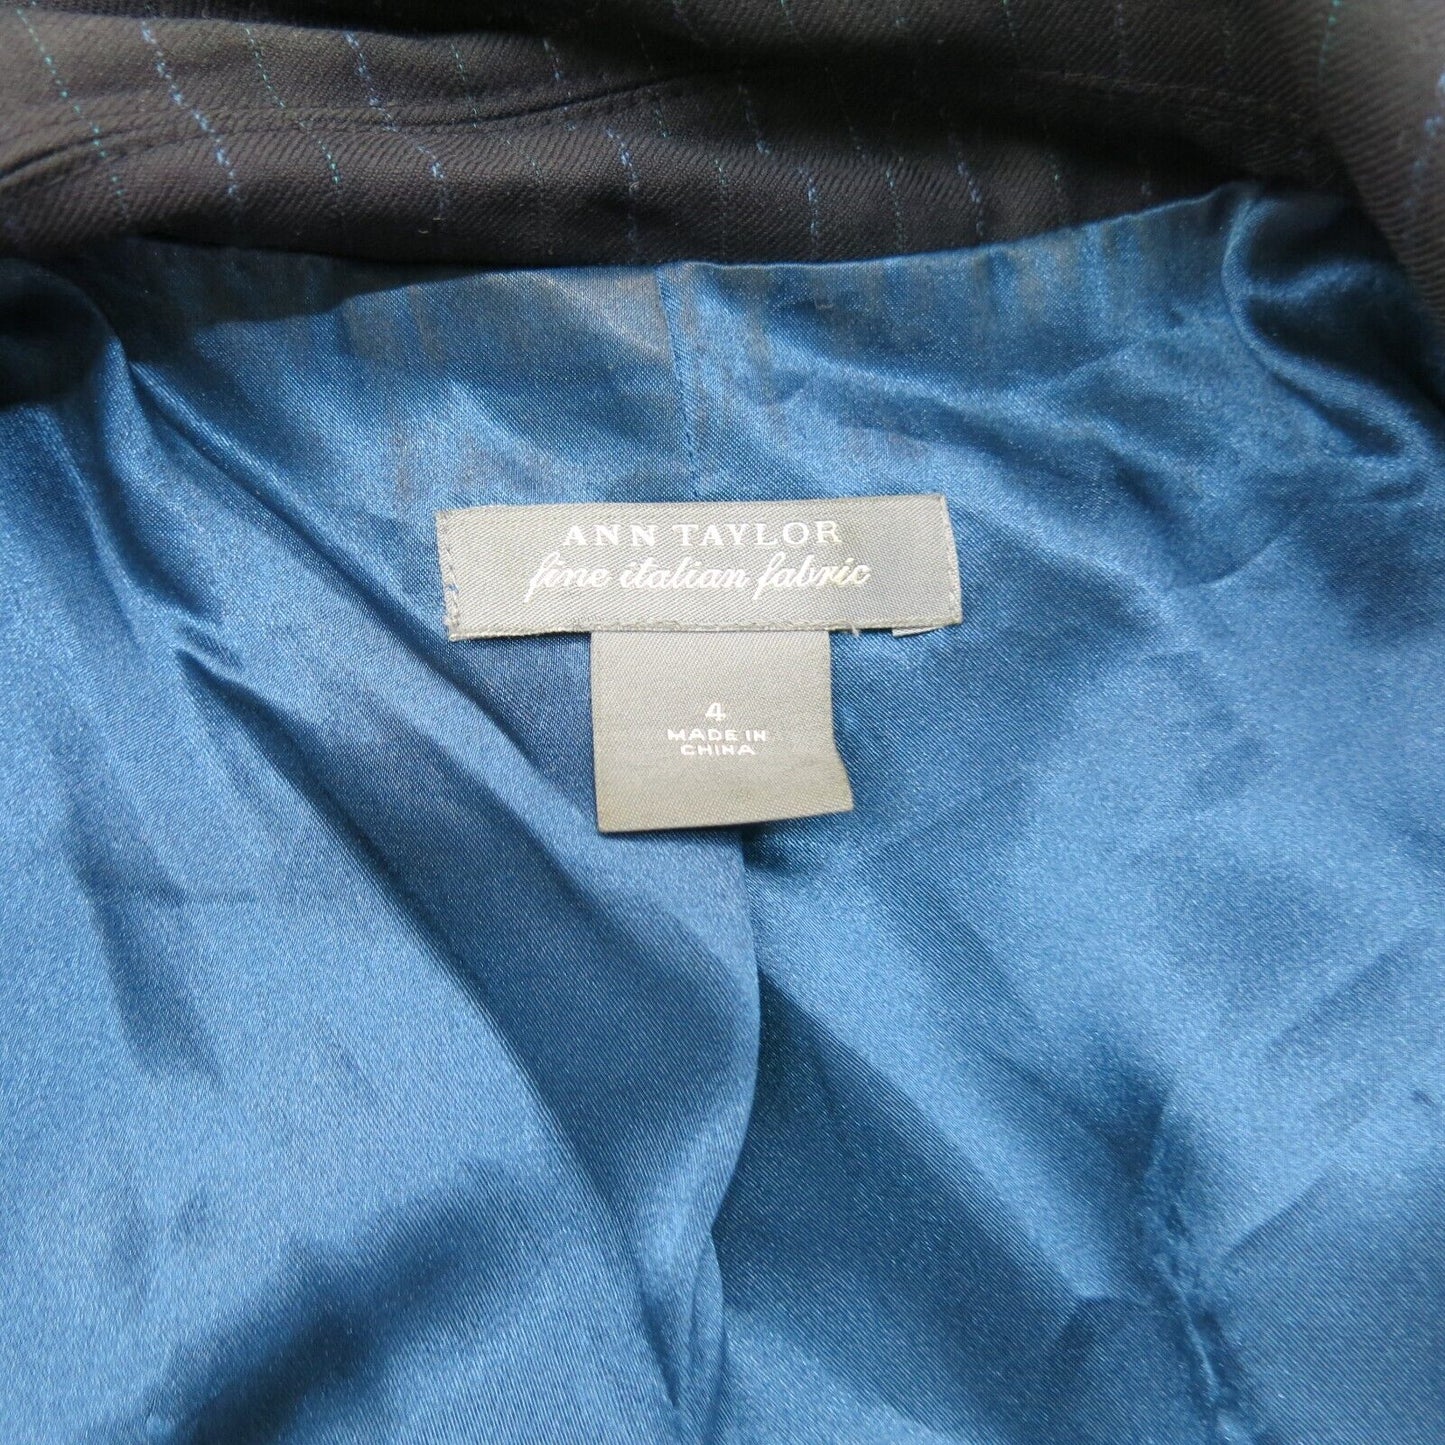 ANN TAYLOR
fine italian fabric
4
MADE IN
CHINA